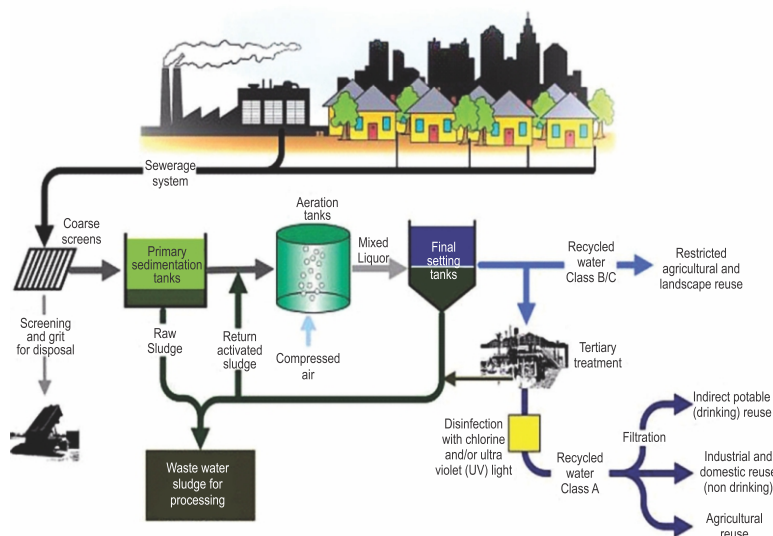 Sewerage
system
Coarse
screens
Primary
sedimentation
tanks
Aeration
tanks
Mixed
Liquor
Final
setting
tanks
Recycled
water
Class B/C
Restricted
agricultural and
landscape reuse
Screening
and grit
for disposal
Raw
Sludge
Return
activated
sludge
Compressed
air
Tertiary
treatment
Waste water
sludge for
processing
Disinfection
with chlorine
and/or ultra
violet (UV) light
Recycled
water
Class A
Filtration
Indirect potable
(drinking) reuse
Industrial and
domestic reuse
(non drinking)
Agricultural
reuse